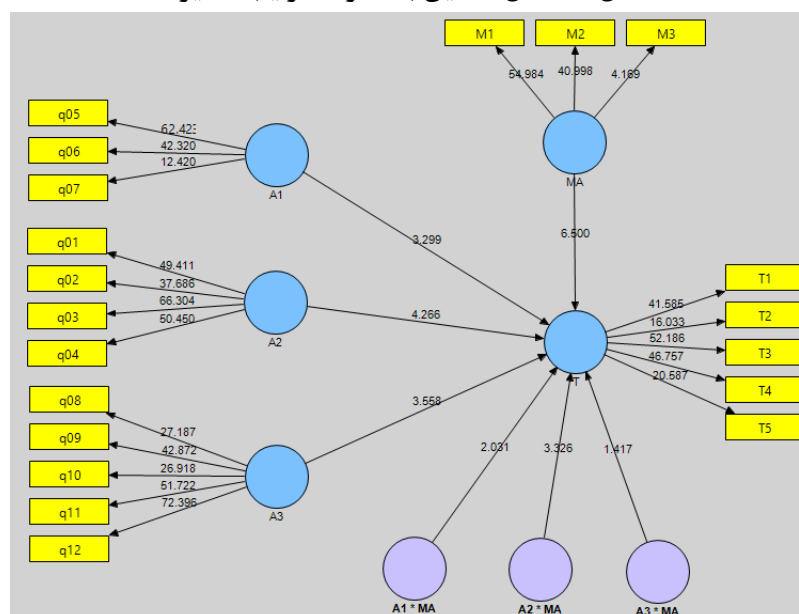 M1
M2
M3
54.984
40.998
4.169
MA
q05
q06
q07
62.423
42.320
12.420
A1
3.299
6.500
q01
q02
q03
q04
49.411
37.686
66.304
50.450
A2
4.266
T
T1
T2
T3
T4
T5
41.585
16.033
52.186
46.757
20.587
q08
q09
q10
q11
q12
27.187
42.872
26.918
51.722
72.396
A3
3.558
2.031
3.326
1.417
A1 * MA
A2 * MA
A3 * MA